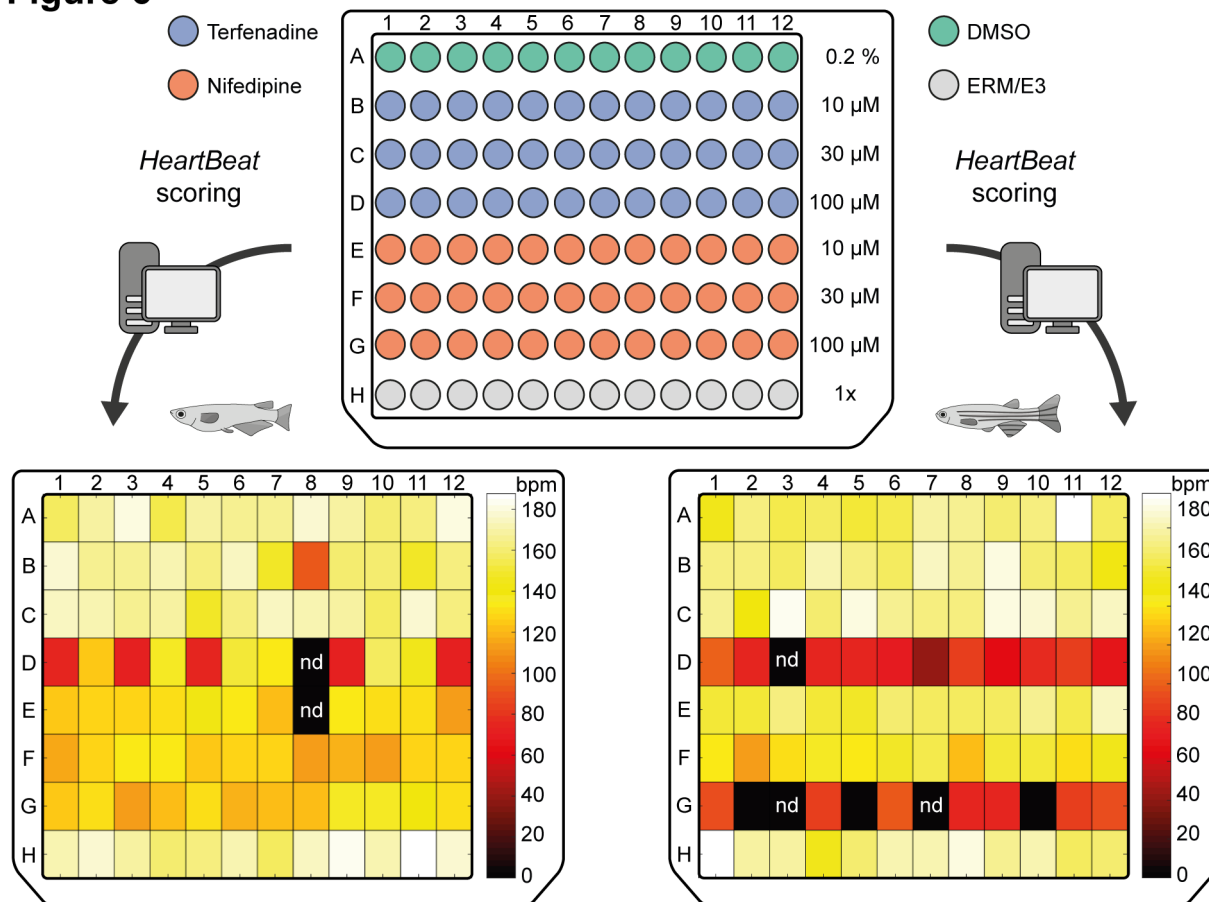 Terfenadine
Nifedipine
DMSO
ERM/E3
HeartBeat
scoring
1 2 3 4 5 6 7 8 9 10 11 12
A 0.2 %
B 10 µM
C 30 µM
D 100 µM
E 10 µM
F 30 µM
G 100 µM
H 1x
HeartBeat
scoring
1 2 3 4 5 6 7 8 9 10 11 12 bpm
A
B
C
D nd
E nd
F
G
H
180
160
140
120
100
80
60
40
20
0
1 2 3 4 5 6 7 8 9 10 11 12 bpm
A
B
C
D nd
E
F
G nd nd
H
180
160
140
120
100
80
60
40
20
0